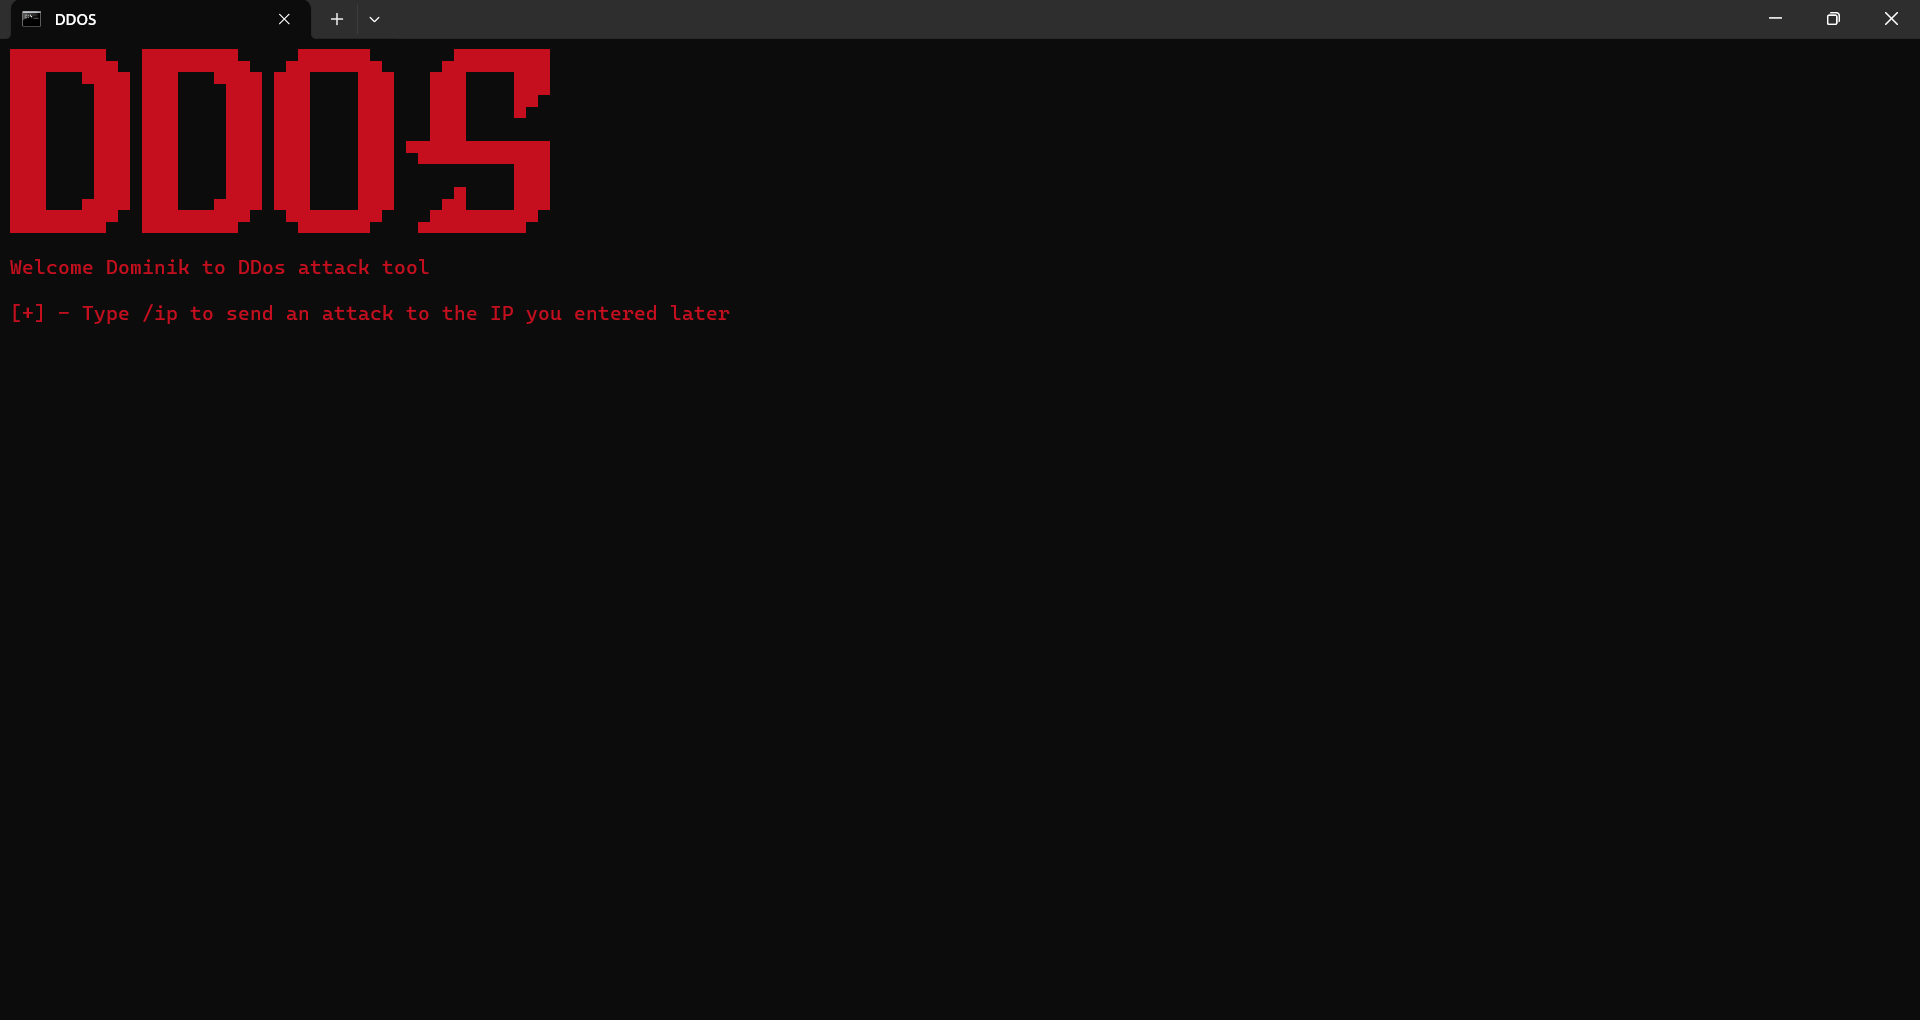 DDOS
DDOS
Welcome Dominik to DDos attack tool
[+] - Type /ip to send an attack to the IP you entered later